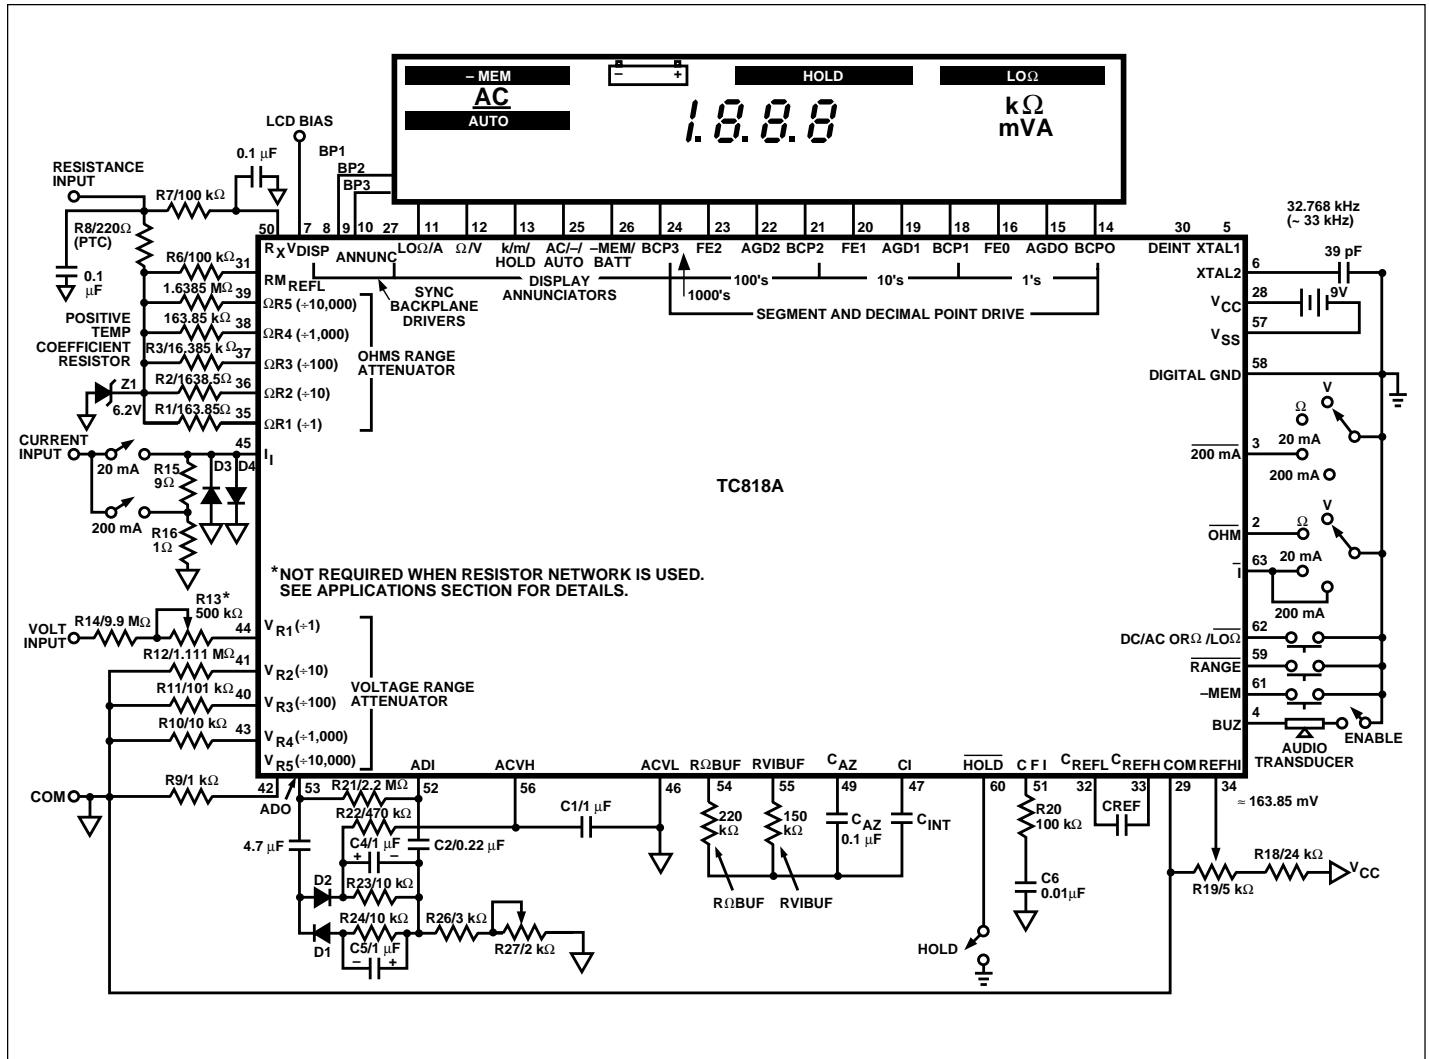 – MEM
– +
HOLD
LOΩ
AC
AUTO
1.8.8.8
kΩ
mVA
LCD BIAS
BP1
BP2
BP3
0.1 µF
RESISTANCE
INPUT
R7/100 kΩ
R8/220Ω
(PTC)
0.1
µF
50 7 8 9 10 27 11 12 13 25 26 24 23 22 21 20 19 18 16 15 14 30 5
32.768 kHz
(~ 33 kHz)
RX VDISP ANNUNC LOΩ/A Ω/V k/m/ AC/–/ –MEM/ BCP3 FE2 AGD2 BCP2 FE1 AGD1 BCP1 FE0 AGDO BCPO DEINT XTAL1
HOLD AUTO BATT
R6/100 kΩ 31
RMREFL
SYNC
BACKPLANE
DRIVERS
DISPLAY
ANNUNCIATORS
1000's
100's
10's
1's
SEGMENT AND DECIMAL POINT DRIVE
XTAL2 6
39 pF
VCC 28
9V
VSS 57
DIGITAL GND 58
1.6385 MΩ 39
ΩR5 (÷10,000)
POSITIVE
TEMP
COEFFICIENT
RESISTOR
163.85 kΩ 38
ΩR4 (÷1,000)
R3/16.385 kΩ 37
ΩR3 (÷100)
R2/1638.5Ω 36
ΩR2 (÷10)
R1/163.85Ω 35
ΩR1 (÷1)
OHMS RANGE
ATTENUATOR
Z1
6.2V
CURRENT
INPUT
20 mA
200 mA
R15
9Ω
R16
1Ω
D3 D4
45
II
TC818A
V
Ω
20 mA
200 mA
200 mA 3
V
Ω
20 mA
200 mA
OHM 2
I 63
*NOT REQUIRED WHEN RESISTOR NETWORK IS USED.
SEE APPLICATIONS SECTION FOR DETAILS.
R13*
500 kΩ
VOLT
INPUT
R14/9.9 MΩ
44
VR1 (÷1)
R12/1.111 MΩ 41
VR2 (÷10)
R11/101 kΩ 40
VR3 (÷100)
R10/10 kΩ 43
VR4 (÷1,000)
VR5 (÷10,000)
VOLTAGE RANGE
ATTENUATOR
DC/AC ORΩ /LOΩ 62
RANGE 59
–MEM 61
BUZ 4
AUDIO
TRANSDUCER
ENABLE
COM
R9/1 kΩ
42
ADO
53
ADI
52
ACVH
56
ACVL
46
RΩBUF
54
RVIBUF
55
CAZ
49
CI
47
HOLD
60
CFI
51
CREFL
32
CREFH
33
COM
29
REFHI
34
≈ 163.85 mV
R21/2.2 MΩ
R22/470 kΩ
C4/1 µF
+ –
C2/0.22 µF
4.7 µF
D2
R23/10 kΩ
R24/10 kΩ
D1
C5/1 µF
– +
R26/3 kΩ
R27/2 kΩ
C1/1 µF
220
kΩ
150
kΩ
CAZ
0.1 µF
CINT
RΩBUF
RVIBUF
HOLD
R20
100 kΩ
C6
0.01µF
CREF
R19/5 kΩ
R18/24 kΩ
VCC